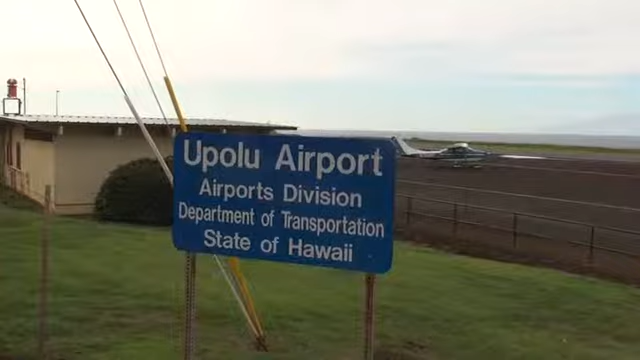 Upolu Airport
Airports Division
Department of Transportation
State of Hawaii